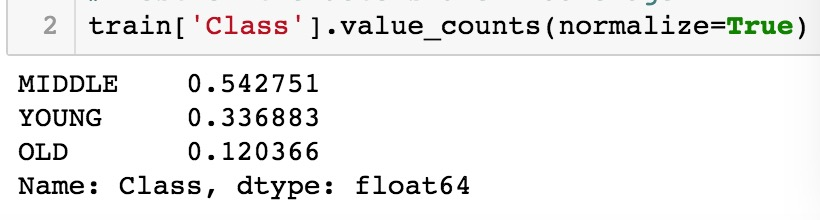 2 train['Class'].value_counts(normalize=True)
MIDDLE     0.542751
YOUNG      0.336883
OLD        0.120366
Name: Class, dtype: float64